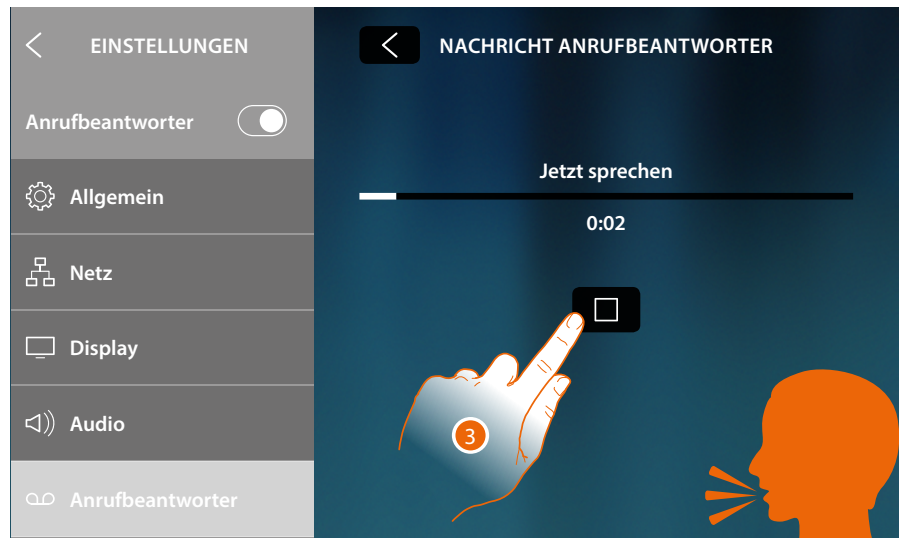 EINSTELLUNGEN
Anrufbeantworter
Allgemein
Netz
Display
Audio
Anrufbeantworter
NACHRICHT ANRUFBEANTWORTER
Jetzt sprechen
0:02
3